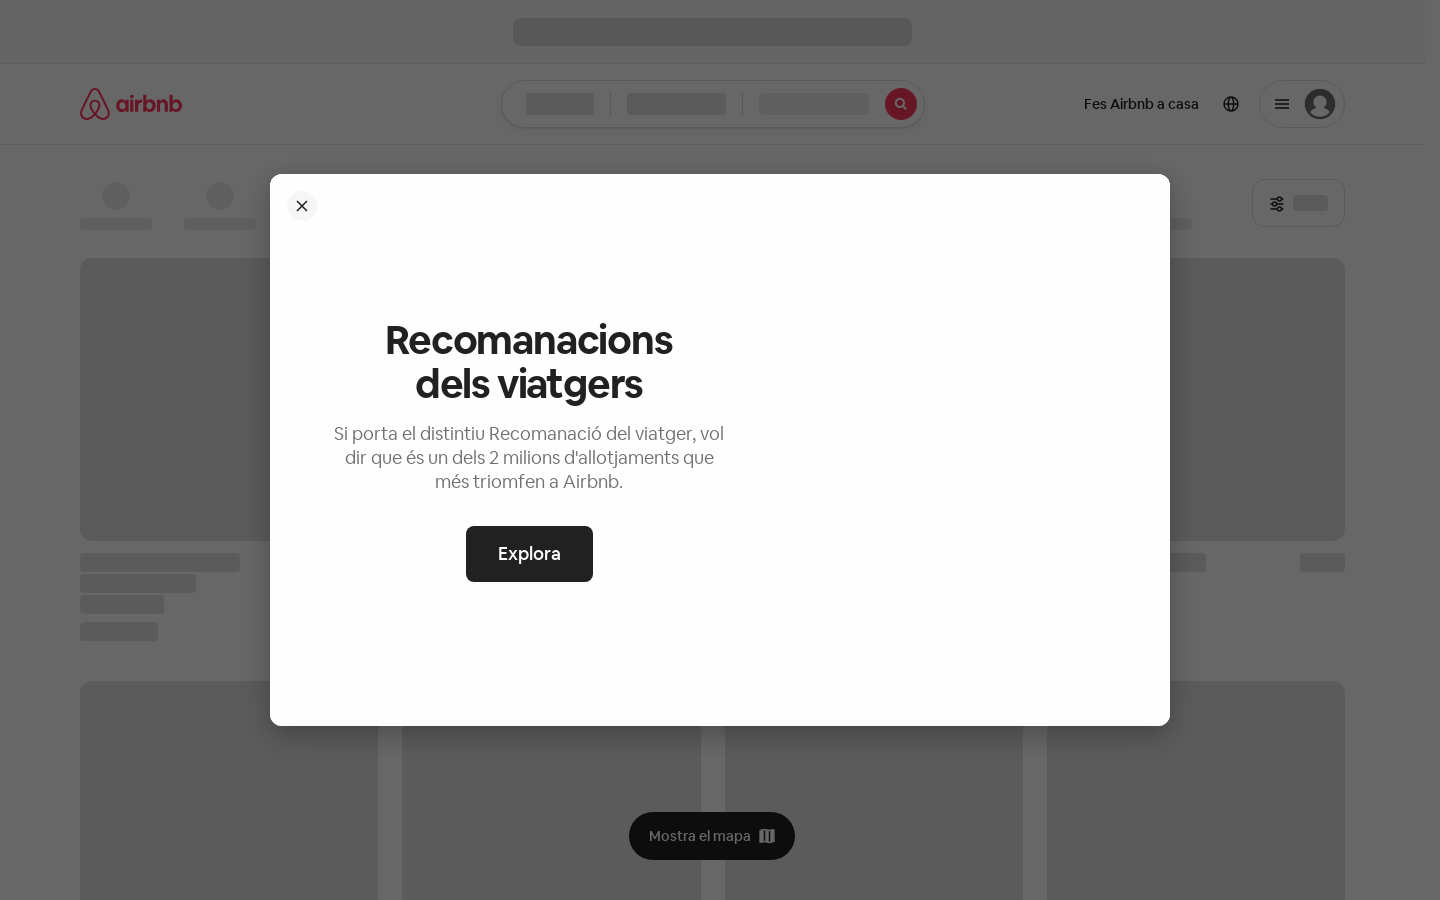 airbnb
Fes Airbnb a casa
Recomanacions
dels viatgers
Si porta el distintiu Recomanació del viatger, vol
dir que és un dels 2 milions d'allotjaments que
més triomfen a Airbnb.
Explora
Mostra el mapa